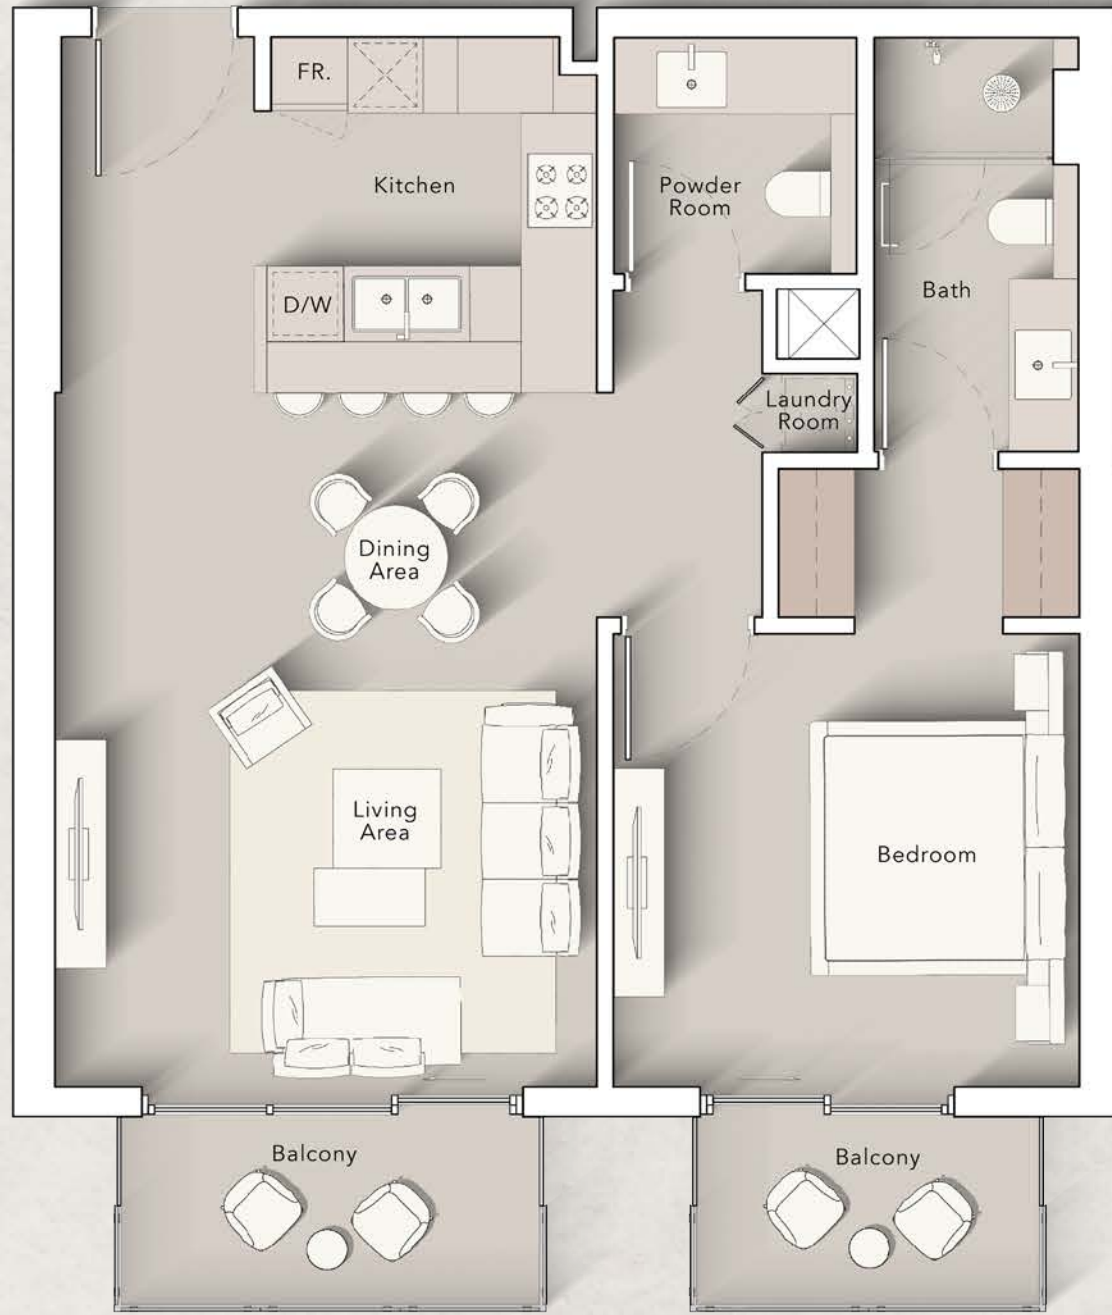 FR.
Kitchen
Powder
Room
D/W
Bath
Laundry
Room
Dining
Area
Living
Area
Bedroom
Balcony
Balcony